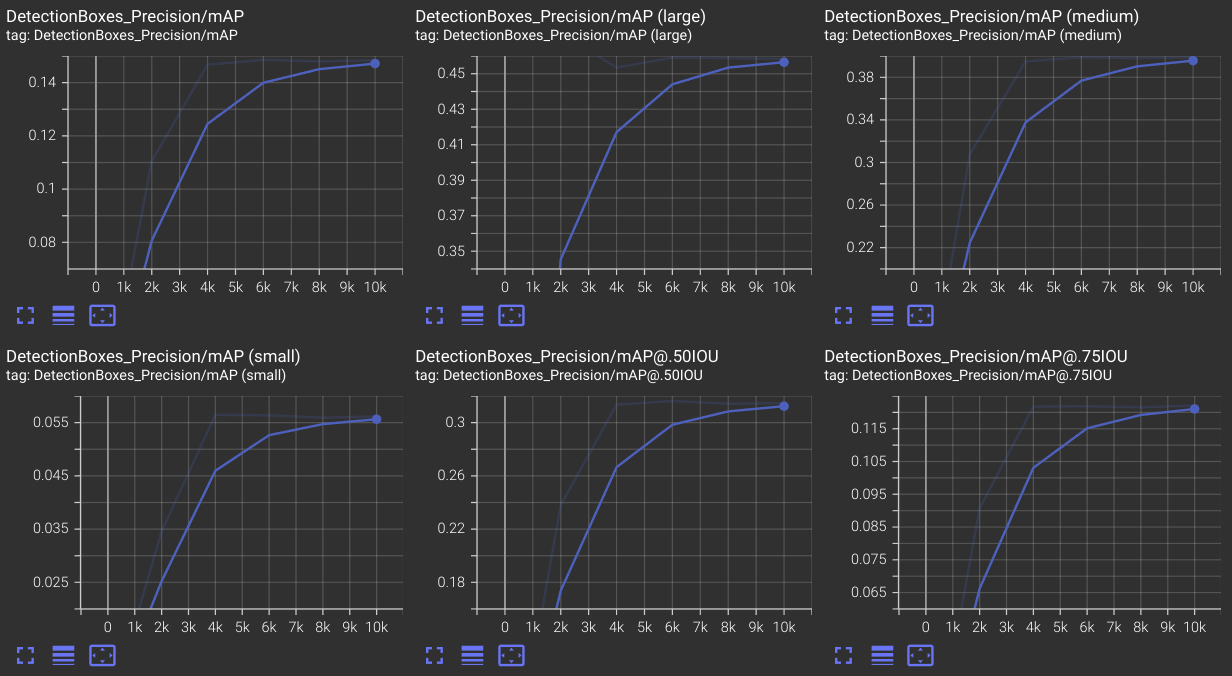 DetectionBoxes_Precision/mAP
tag: DetectionBoxes_Precision/mAP
0.14
0.12
0.1
0.08
0 1k 2k 3k 4k 5k 6k 7k 8k 9k 10k
DetectionBoxes_Precision/mAP (large)
tag: DetectionBoxes_Precision/mAP (large)
0.45
0.43
0.41
0.39
0.37
0.35
0 1k 2k 3k 4k 5k 6k 7k 8k 9k 10k
DetectionBoxes_Precision/mAP (medium)
tag: DetectionBoxes_Precision/mAP (medium)
0.38
0.34
0.3
0.26
0.22
0 1k 2k 3k 4k 5k 6k 7k 8k 9k 10k
DetectionBoxes_Precision/mAP (small)
tag: DetectionBoxes_Precision/mAP (small)
0.055
0.045
0.035
0.025
0 1k 2k 3k 4k 5k 6k 7k 8k 9k 10k
DetectionBoxes_Precision/mAP@.50IOU
tag: DetectionBoxes_Precision/mAP@.50IOU
0.3
0.26
0.22
0.18
0 1k 2k 3k 4k 5k 6k 7k 8k 9k 10k
DetectionBoxes_Precision/mAP@.75IOU
tag: DetectionBoxes_Precision/mAP@.75IOU
0.115
0.105
0.095
0.085
0.075
0.065
0 1k 2k 3k 4k 5k 6k 7k 8k 9k 10k